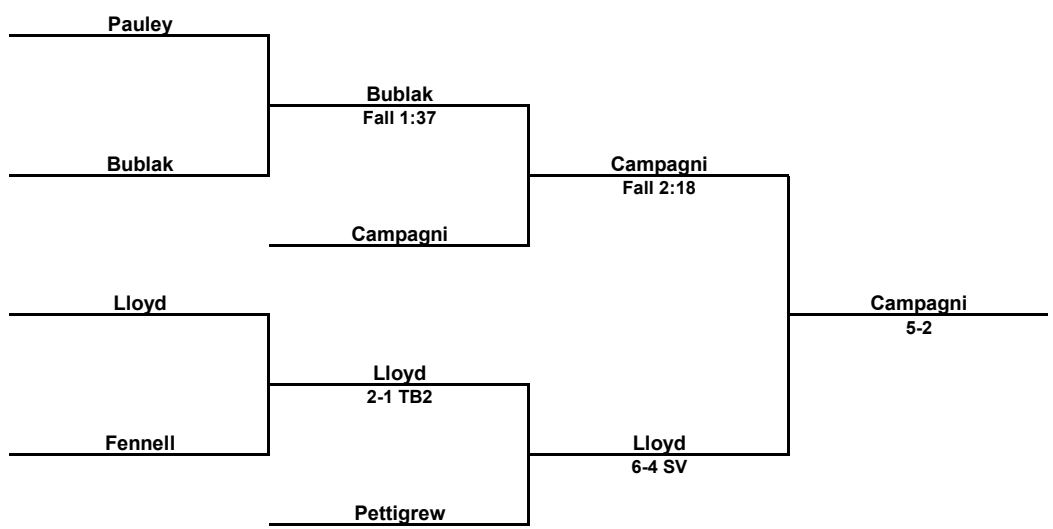 Pauley
Bublak
Fall 1:37
Bublak
Campagni
Fall 2:18
Campagni
Lloyd
Campagni
5-2
Lloyd
2-1 TB2
Fennell
Lloyd
6-4 SV
Pettigrew